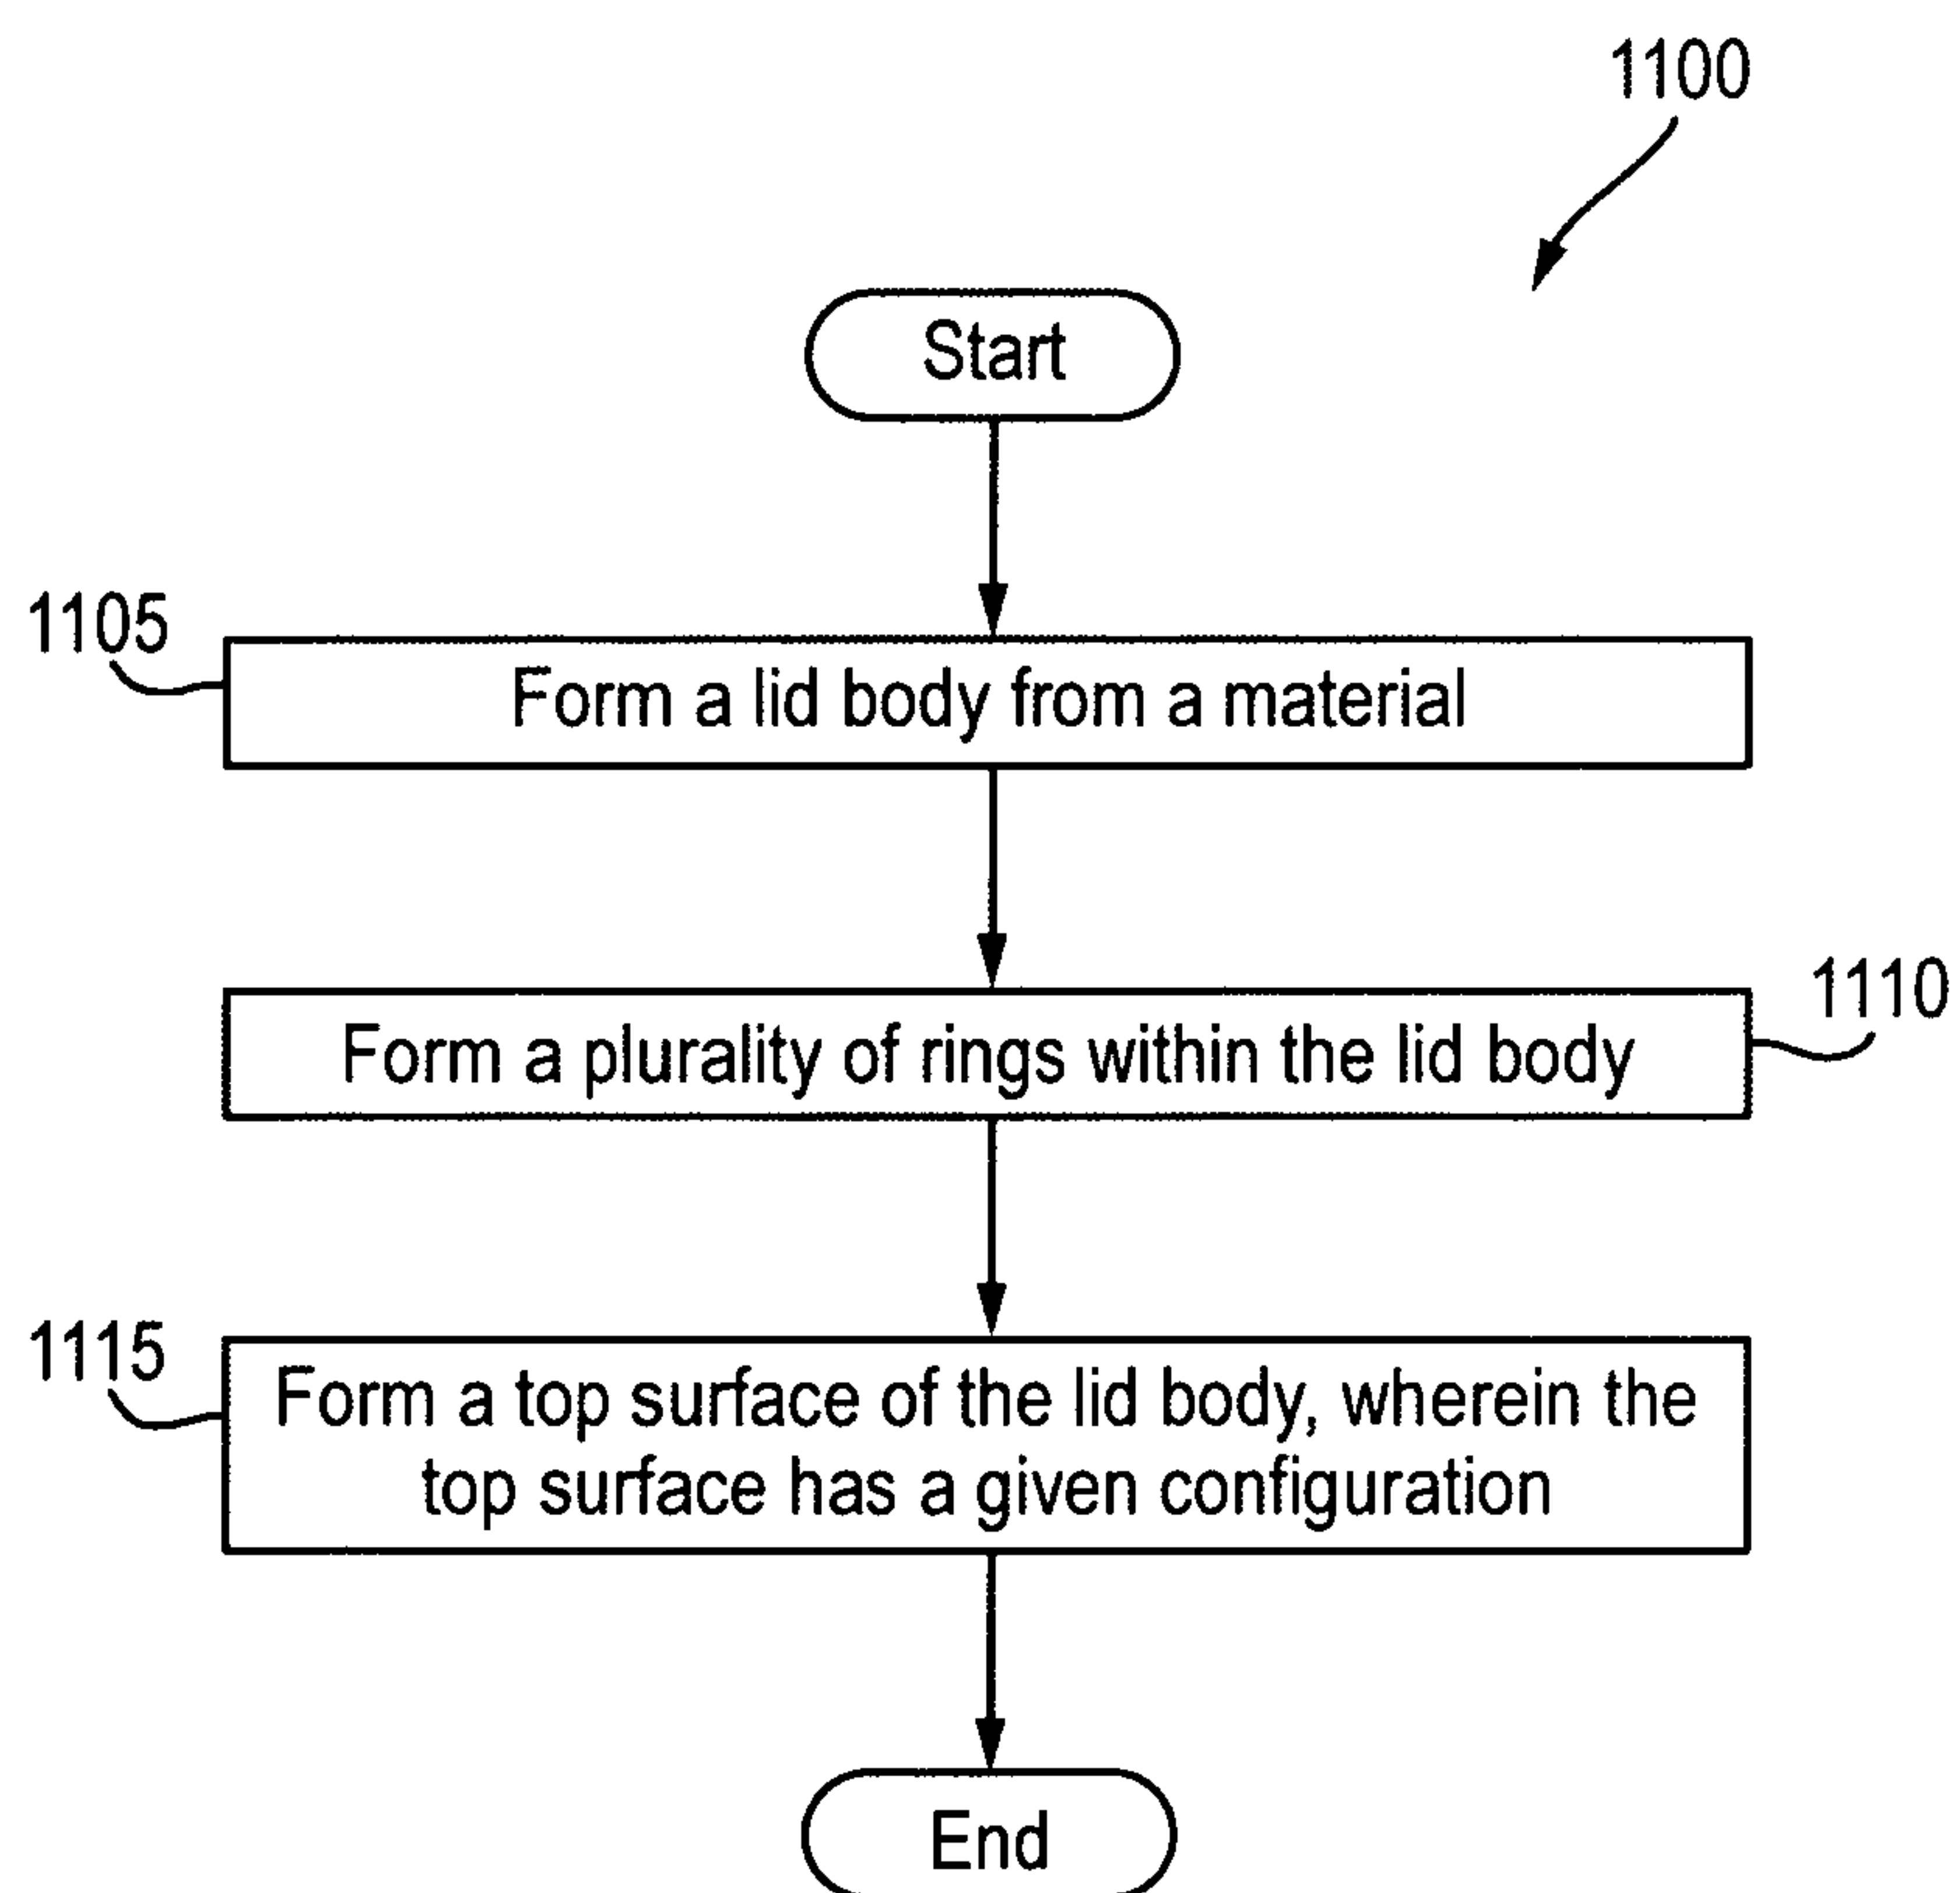 1100
Start
1105
Form a lid body from a material
1110
Form a plurality of rings within the lid body
1115
Form a top surface of the lid body, wherein the
top surface has a given configuration
End